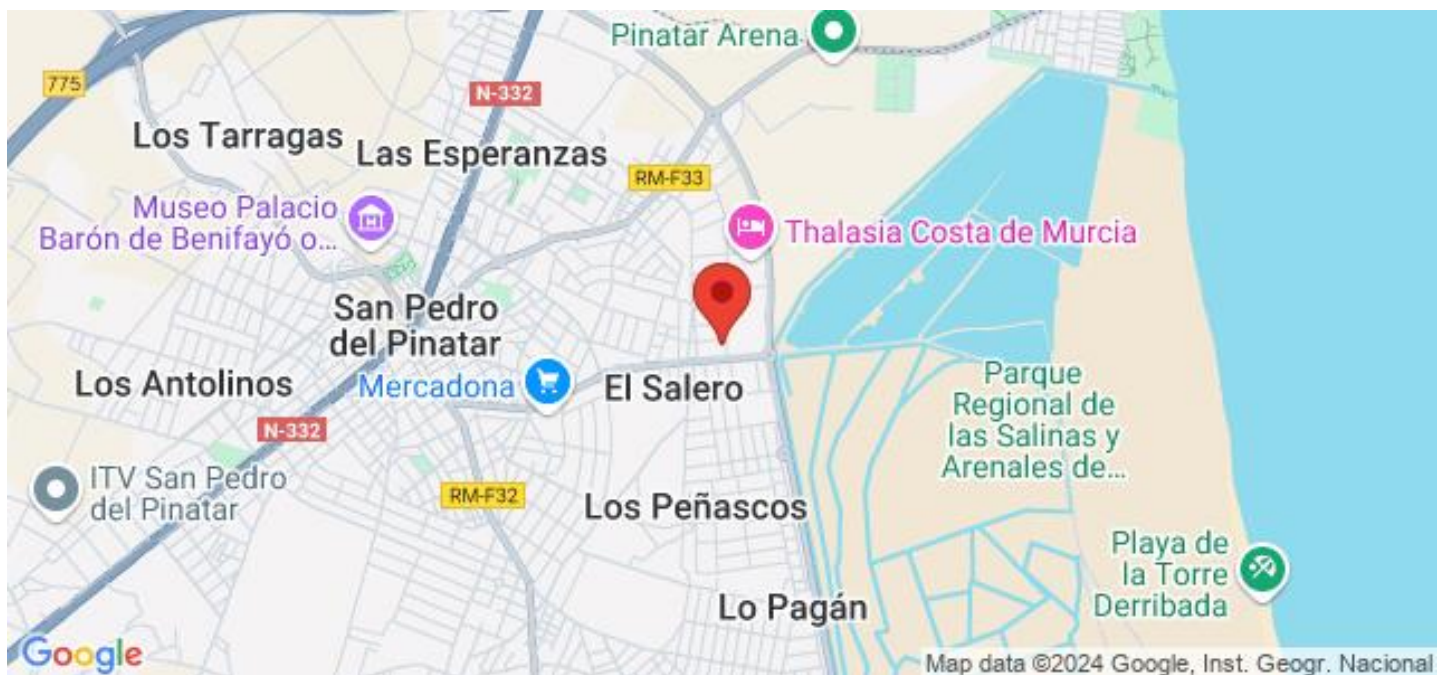 Pinatar Arena
775
N-332
Los Tarragas
Las Esperanzas
RM-F33
Museo Palacio
Barón de Benifayó o...
Thalasia Costa de Murcia
San Pedro
del Pinatar
Los Antolinos
Mercadona
El Salero
Parque
Regional de
las Salinas y
Arenales de...
N-332
ITV San Pedro
del Pinatar
RM-F32
Los Peñascos
Playa de
la Torre
Derribada
Lo Pagán
Google
Map data ©2024 Google, Inst. Geogr. Nacional